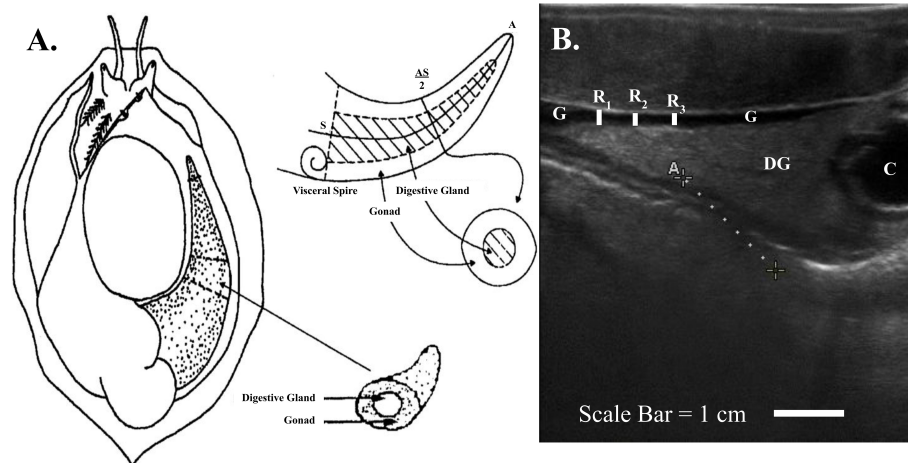 A.
A
AS
2
S
Visceral Spire
Digestive Gland
Gonad
Digestive Gland
Gonad
B.
G
R1
R2
R3
G
DG
C
A
Scale Bar = 1 cm